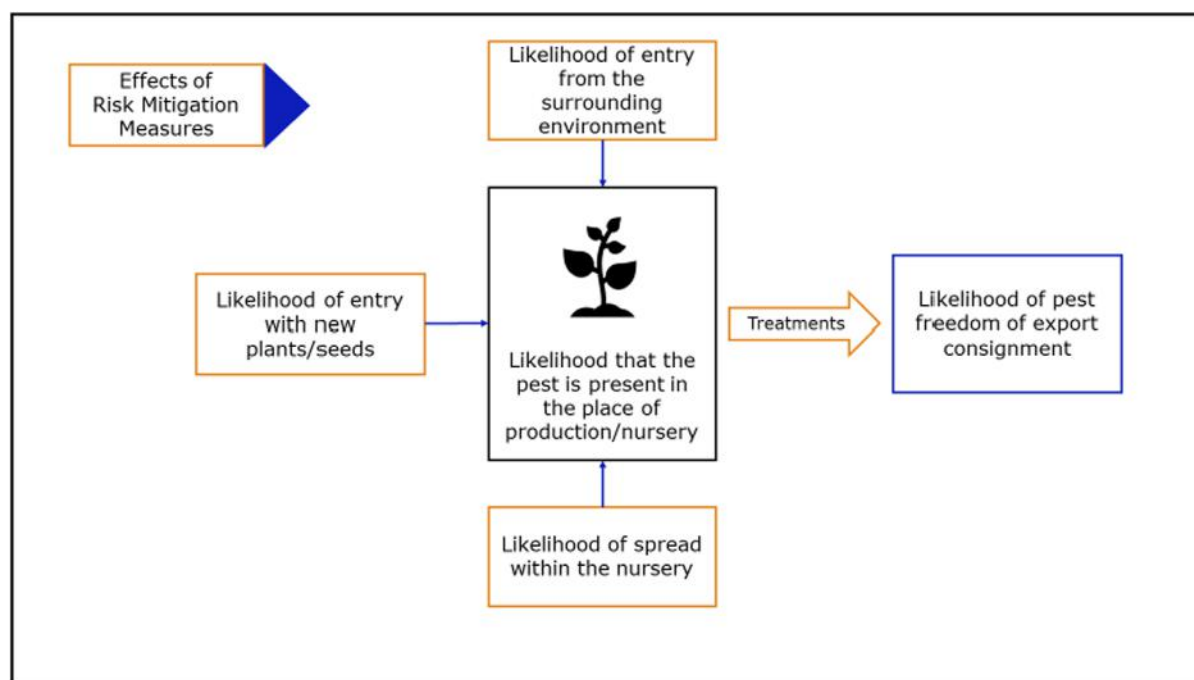 Effects of
Risk Mitigation
Measures
Likelihood of entry
from the
surrounding
environment
Likelihood of entry
with new
plants/seeds
Likelihood that the
pest is present in
the place of
production/nursery
Treatments
Likelihood of pest
freedom of export
consignment
Likelihood of spread
within the nursery